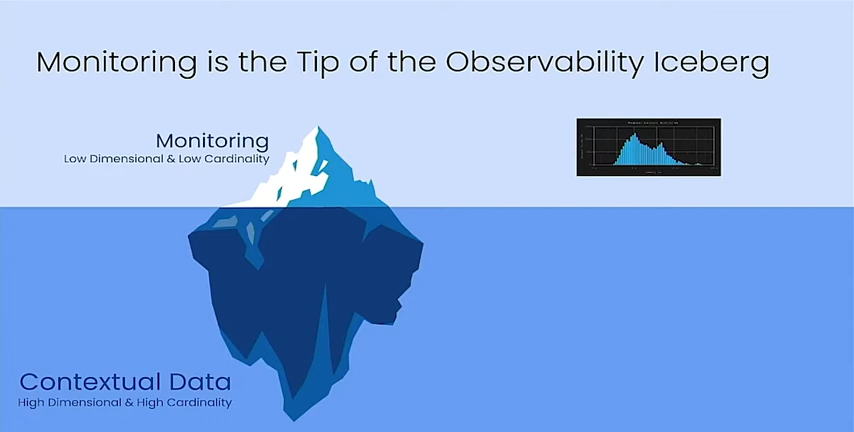 Monitoring is the Tip of the Observability Iceberg
Monitoring
Low Dimensional & Low Cardinality
Contextual Data
High Dimensional & High Cardinality